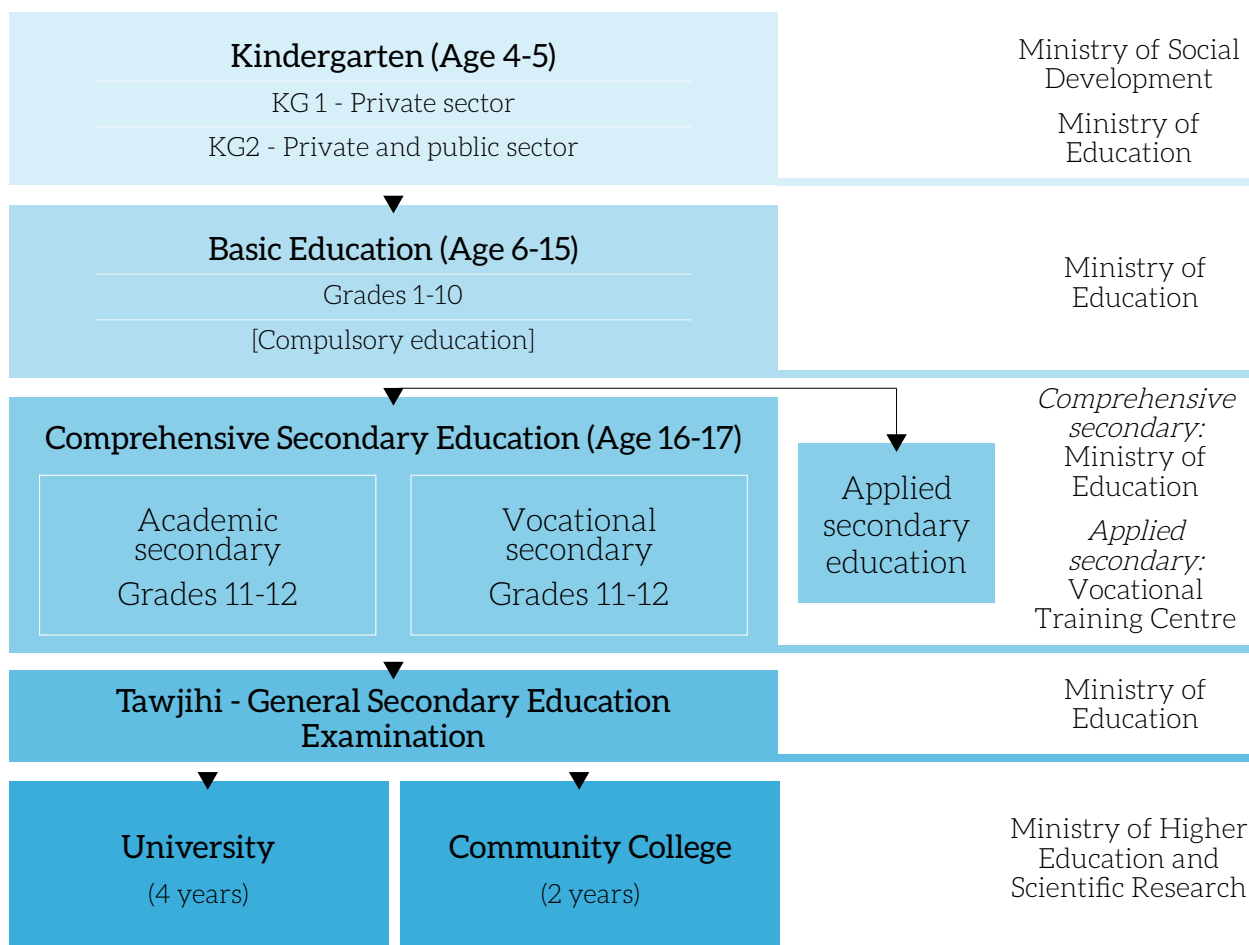 Kindergarten (Age 4-5)
KG 1 - Private sector
KG2 - Private and public sector
Ministry of Social
Development
Ministry of
Education
Basic Education (Age 6-15)
Grades 1-10
[Compulsory education]
Ministry of
Education
Comprehensive Secondary Education (Age 16-17)
Academic
secondary
Grades 11-12
Vocational
secondary
Grades 11-12
Applied
secondary
education
Comprehensive
secondary:
Ministry of
Education
Applied
secondary:
Vocational
Training Centre
Tawjihi - General Secondary Education
Examination
Ministry of
Education
University
(4 years)
Community College
(2 years)
Ministry of Higher
Education and
Scientific Research